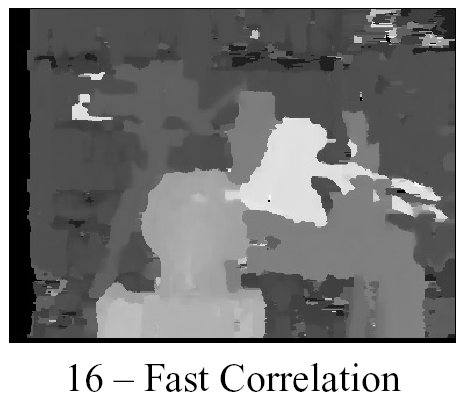 16 – Fast Correlation